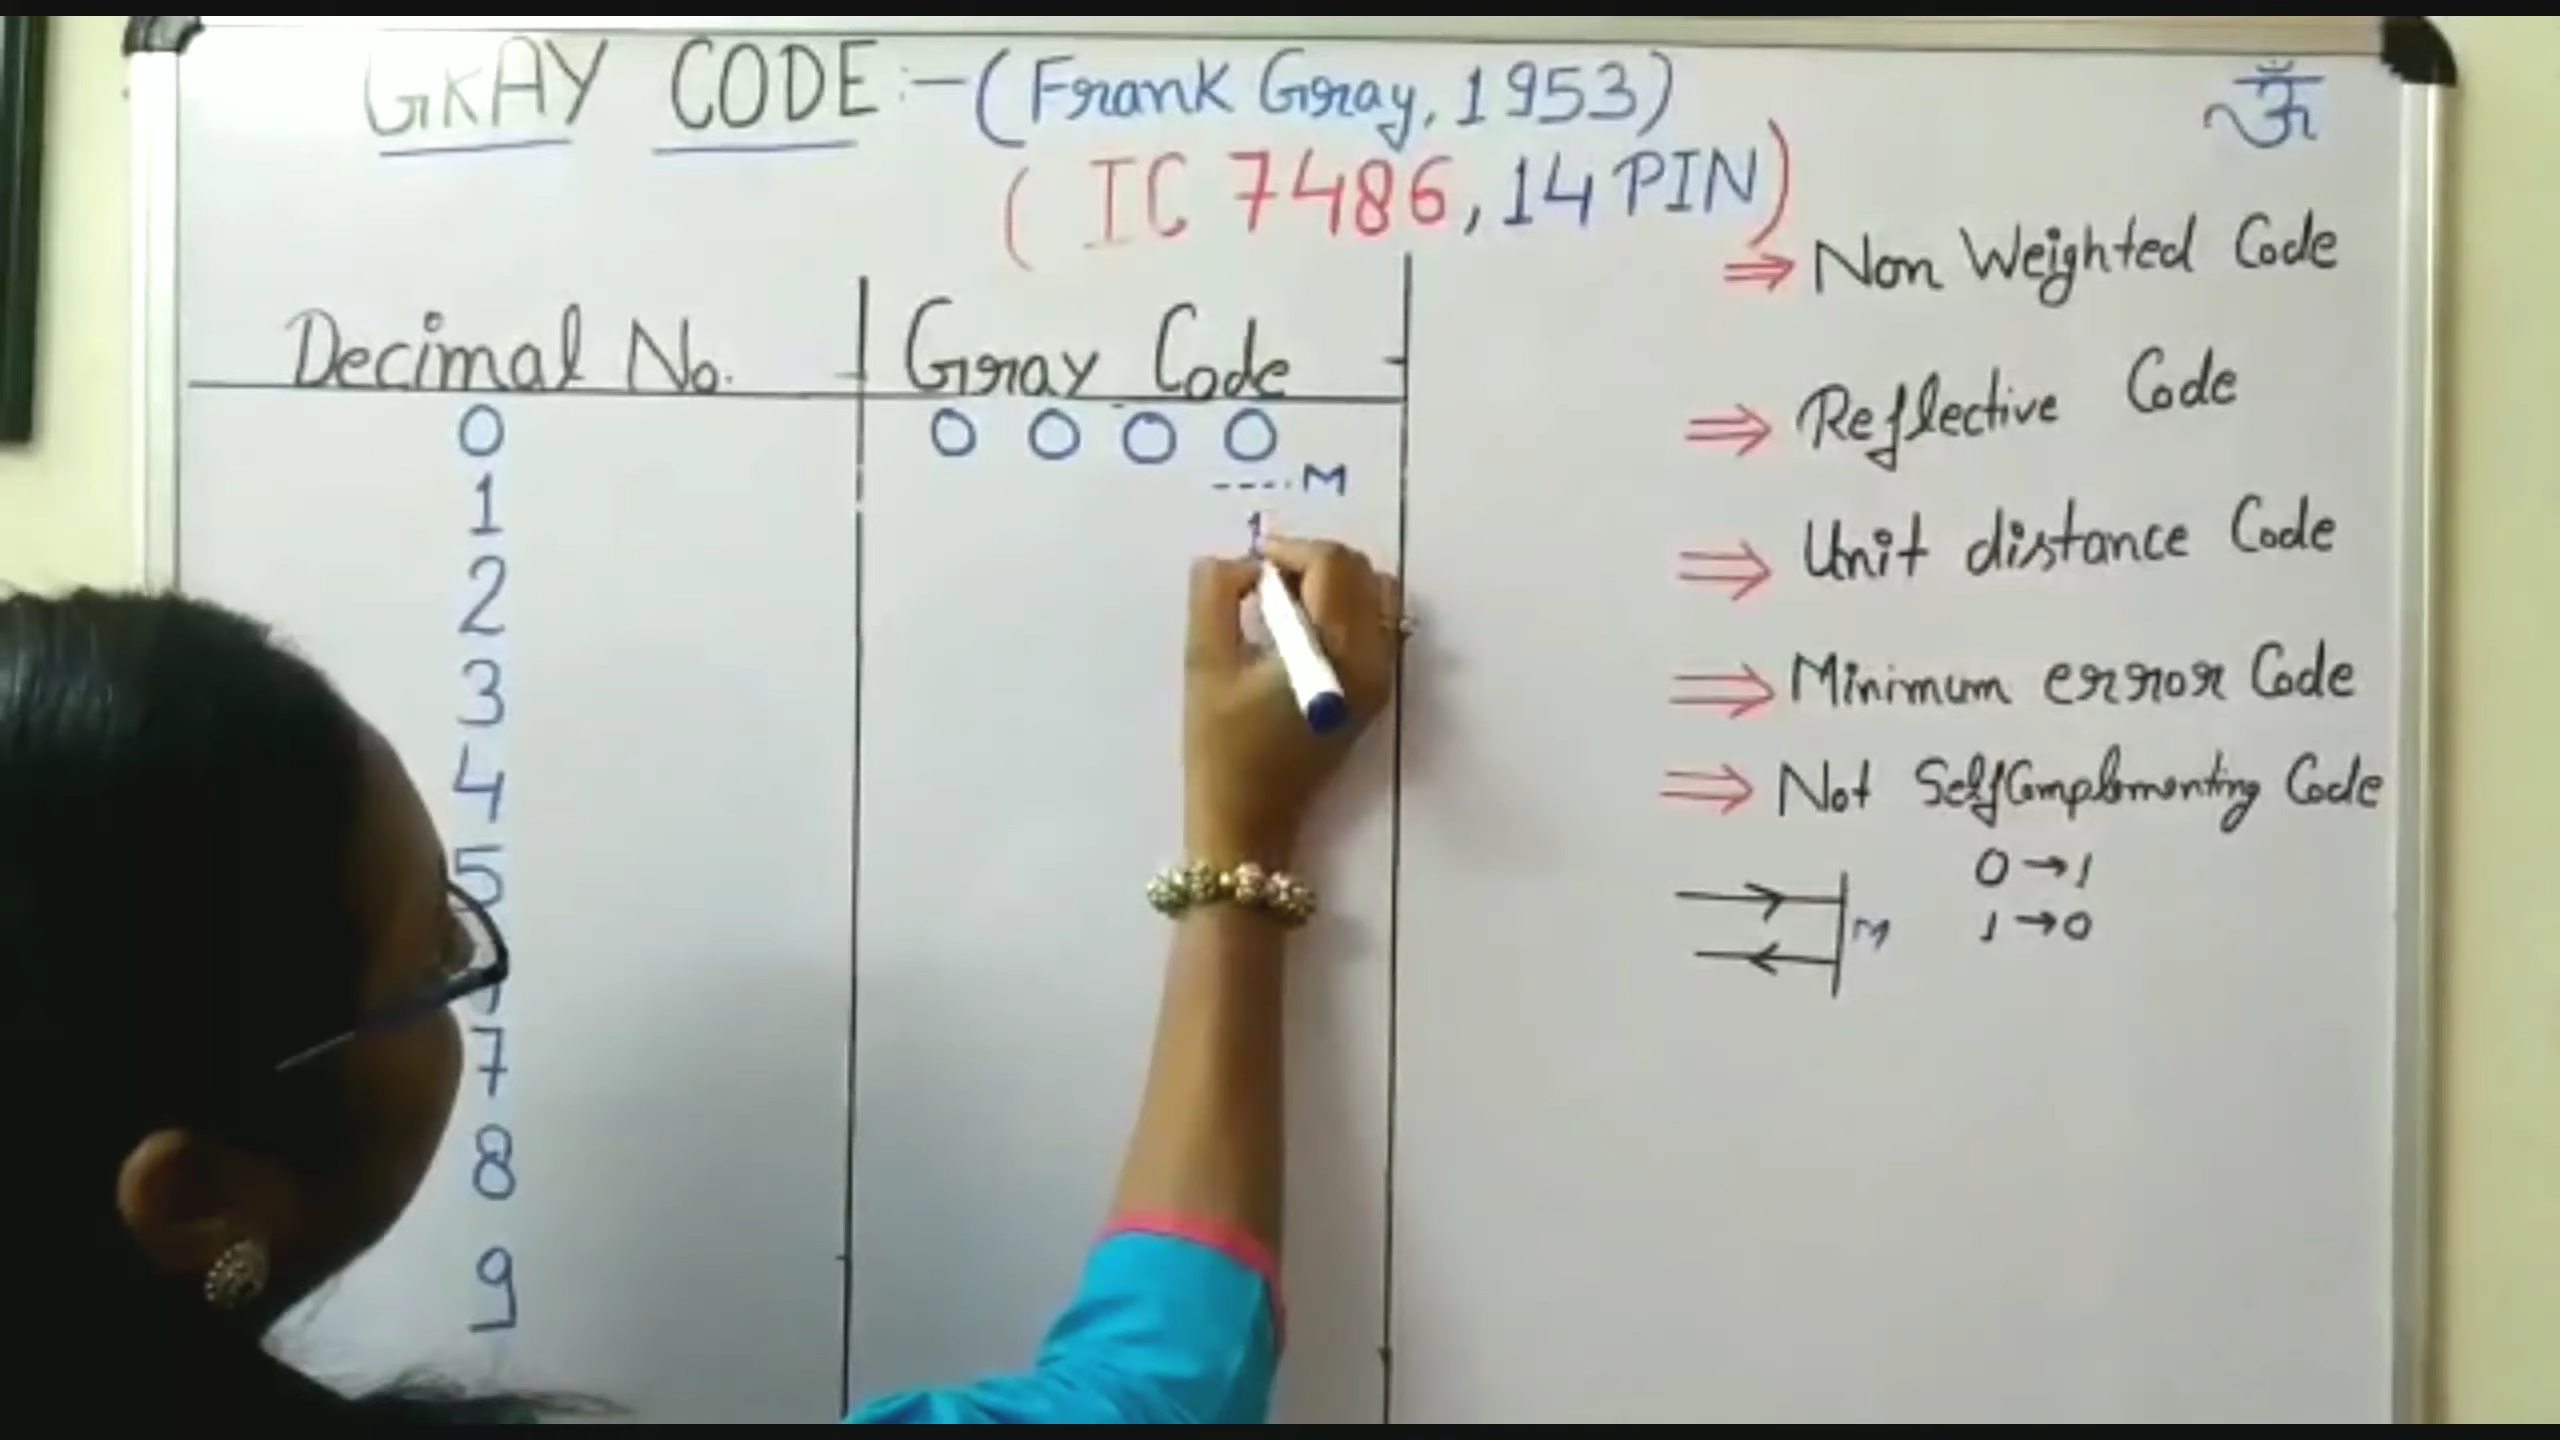 GRAY CODE:-(Frank Gray, 1953)
ॐ
(IC 7486, 14 PIN)
Decimal No.
Gray Code
0
0 0 0 0
1
----M
1
2
3
4
5
7
8
9
⇒ Non Weighted Code
⇒ Reflective Code
⇒ Unit distance Code
⇒ Minimum error Code
⇒ Not SelfComplementing Code
M
0→1
1→0